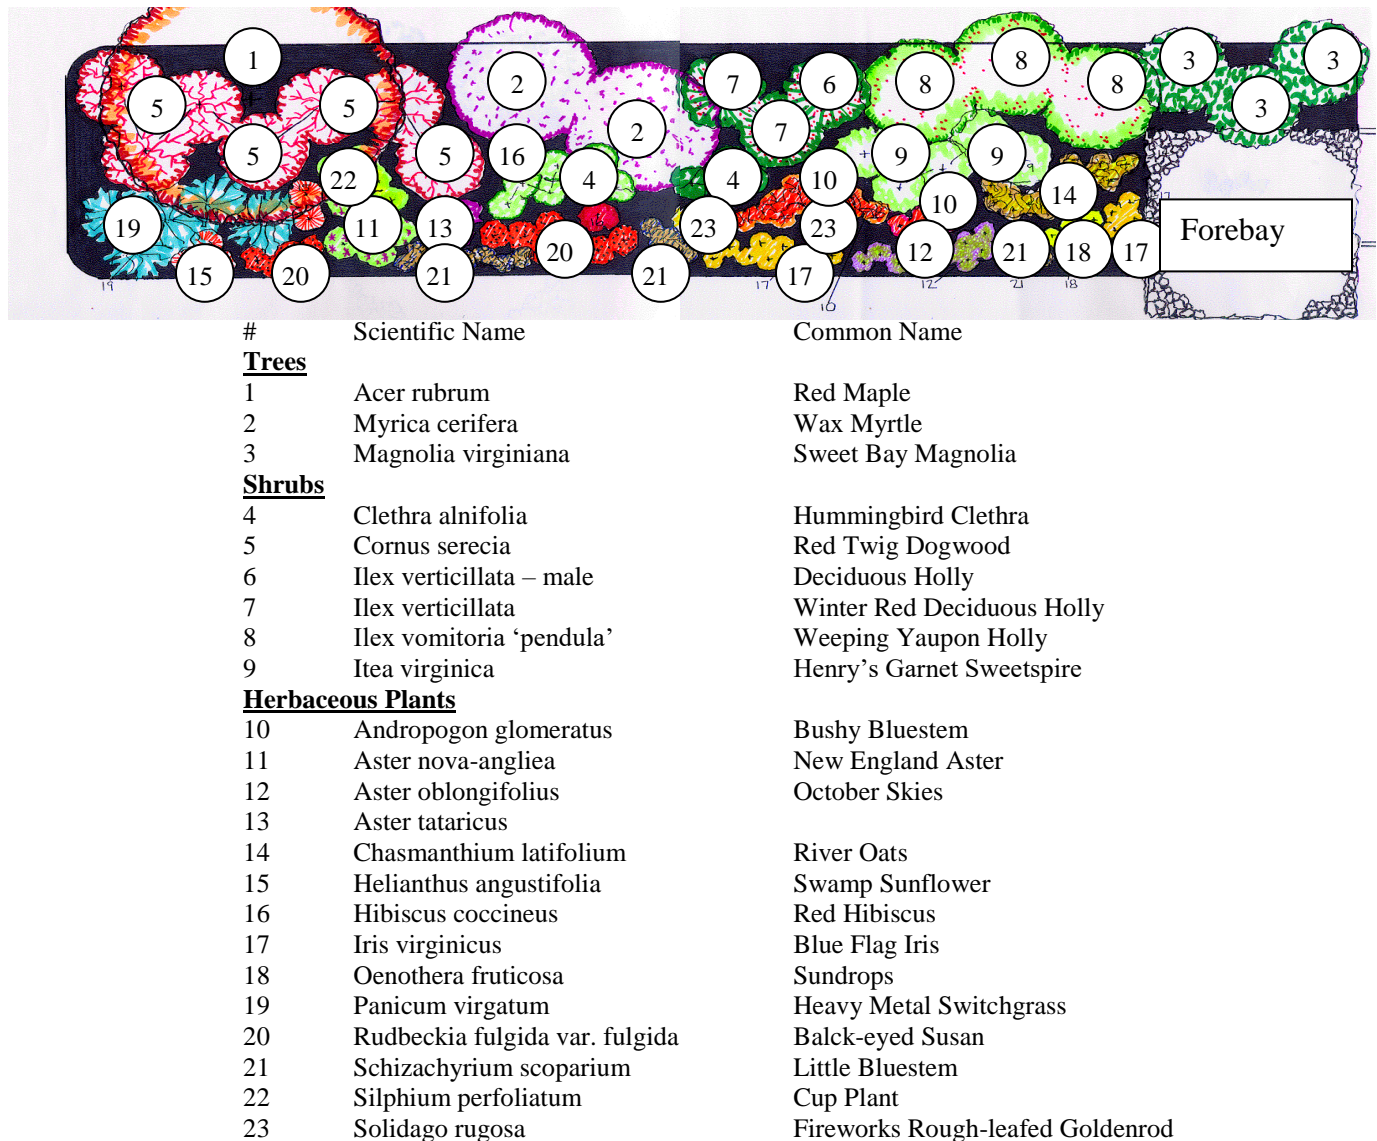 1
2
7
6
8
8
8
3
3
3
5
5
5
5
2
7
16
4
22
4
10
9
9
14
10
19
11
13
20
23
23
12
21
18
17
15
20
21
21
17
Forebay
19
17
10
12
21
18
# Scientific Name Common Name
Trees
1 Acer rubrum Red Maple
2 Myrica cerifera Wax Myrtle
3 Magnolia virginiana Sweet Bay Magnolia
Shrubs
4 Clethra alnifolia Hummingbird Clethra
5 Cornus serecia Red Twig Dogwood
6 Ilex verticillata – male Deciduous Holly
7 Ilex verticillata Winter Red Deciduous Holly
8 Ilex vomitoria ‘pendula’ Weeping Yaupon Holly
9 Itea virginica Henry’s Garnet Sweetspire
Herbaceous Plants
10 Andropogon glomeratus Bushy Bluestem
11 Aster nova-angliea New England Aster
12 Aster oblongifolius October Skies
13 Aster tataricus
14 Chasmanthium latifolium River Oats
15 Helianthus angustifolia Swamp Sunflower
16 Hibiscus coccineus Red Hibiscus
17 Iris virginicus Blue Flag Iris
18 Oenothera fruticosa Sundrops
19 Panicum virgatum Heavy Metal Switchgrass
20 Rudbeckia fulgida var. fulgida Balck-eyed Susan
21 Schizachyrium scoparium Little Bluestem
22 Silphium perfoliatum Cup Plant
23 Solidago rugosa Fireworks Rough-leafed Goldenrod